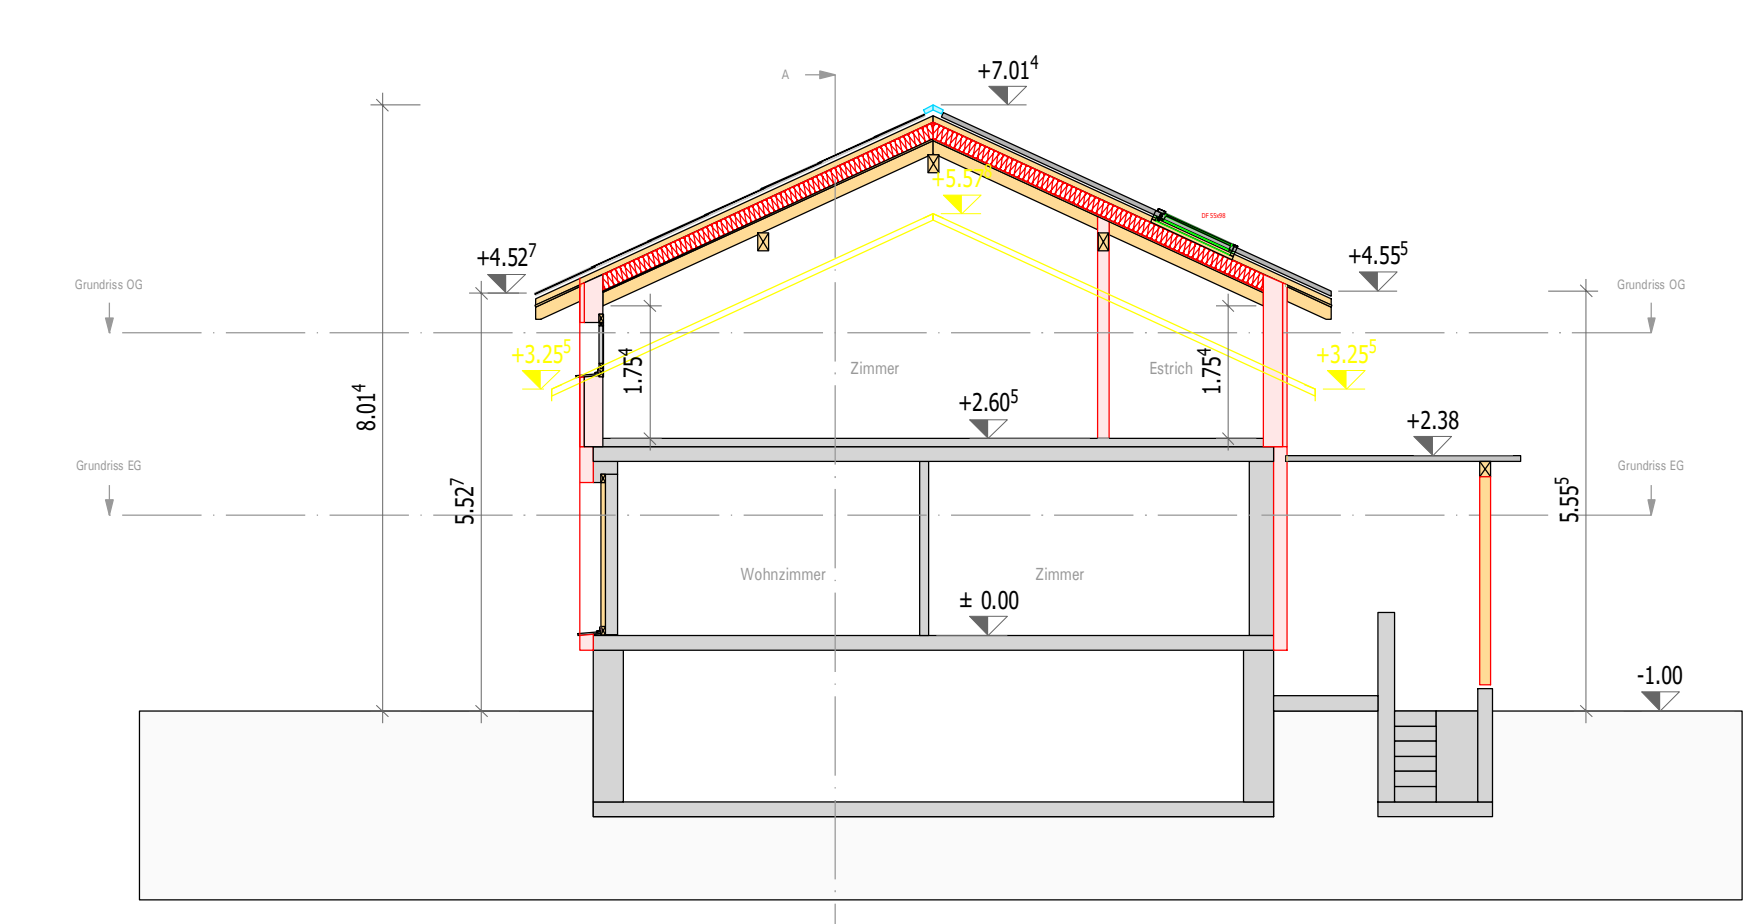 +7.01⁴
A
+5.57
DF 55x98
+4.52⁷
+4.55⁵
Grundriss OG
Grundriss OG
+3.25⁵
+3.25⁵
1.75⁴
Zimmer
Estrich
1.75⁴
8.01⁴
+2.60⁵
+2.38
Grundriss EG
Grundriss EG
5.52⁷
5.55⁵
Wohnzimmer
Zimmer
± 0.00
-1.00